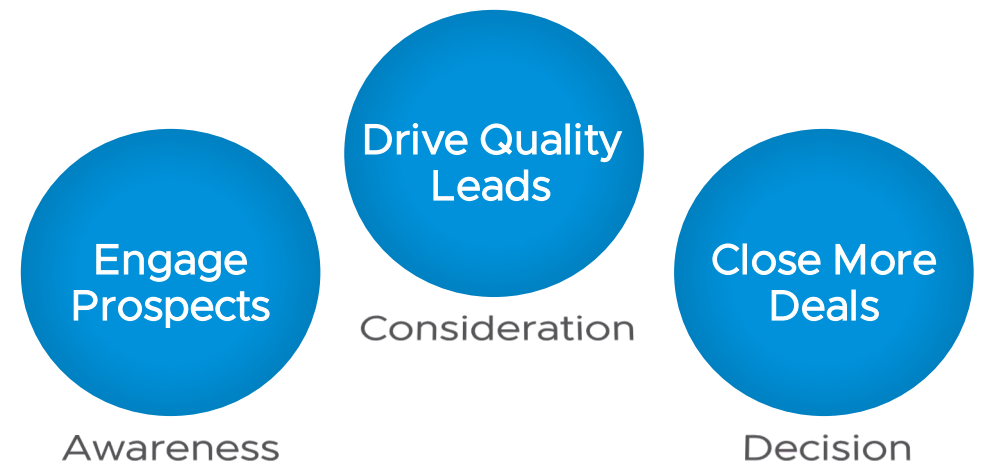 Engage
Prospects
Awareness
Drive Quality
Leads
Consideration
Close More
Deals
Decision